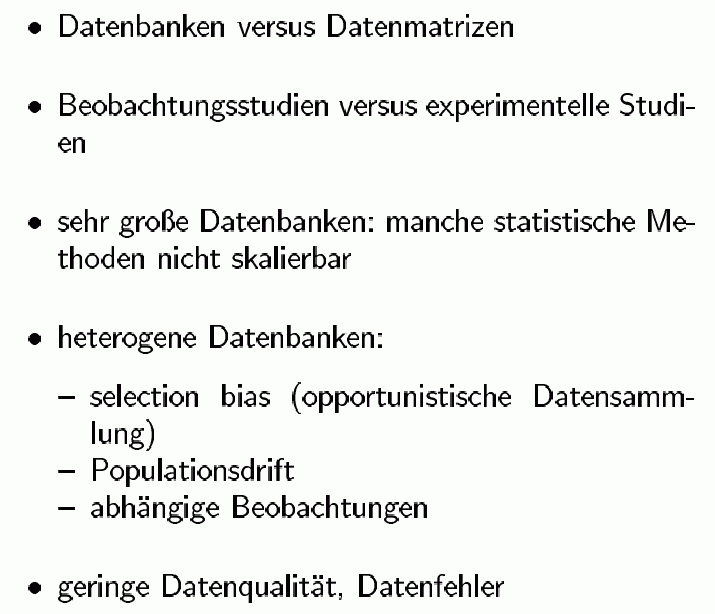 • Datenbanken versus Datenmatrizen
• Beobachtungsstudien versus experimentelle Studi-
en
• sehr große Datenbanken: manche statistische Me-
thoden nicht skalierbar
• heterogene Datenbanken:
– selection bias (opportunistische Datensamm-
lung)
– Populationsdrift
– abhängige Beobachtungen
• geringe Datenqualität, Datenfehler